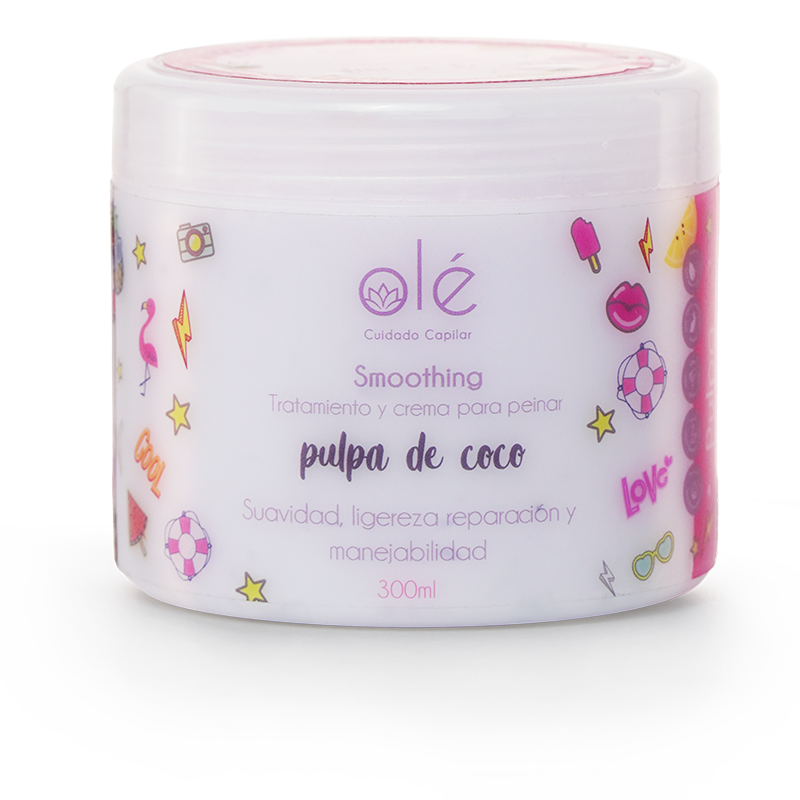 olé
Cuidado Capilar
Smoothing
Tratamiento y crema para peinar
pulpa de coco
Suavidad, ligereza reparación y
manejabilidad
300ml
COOL
LOVE